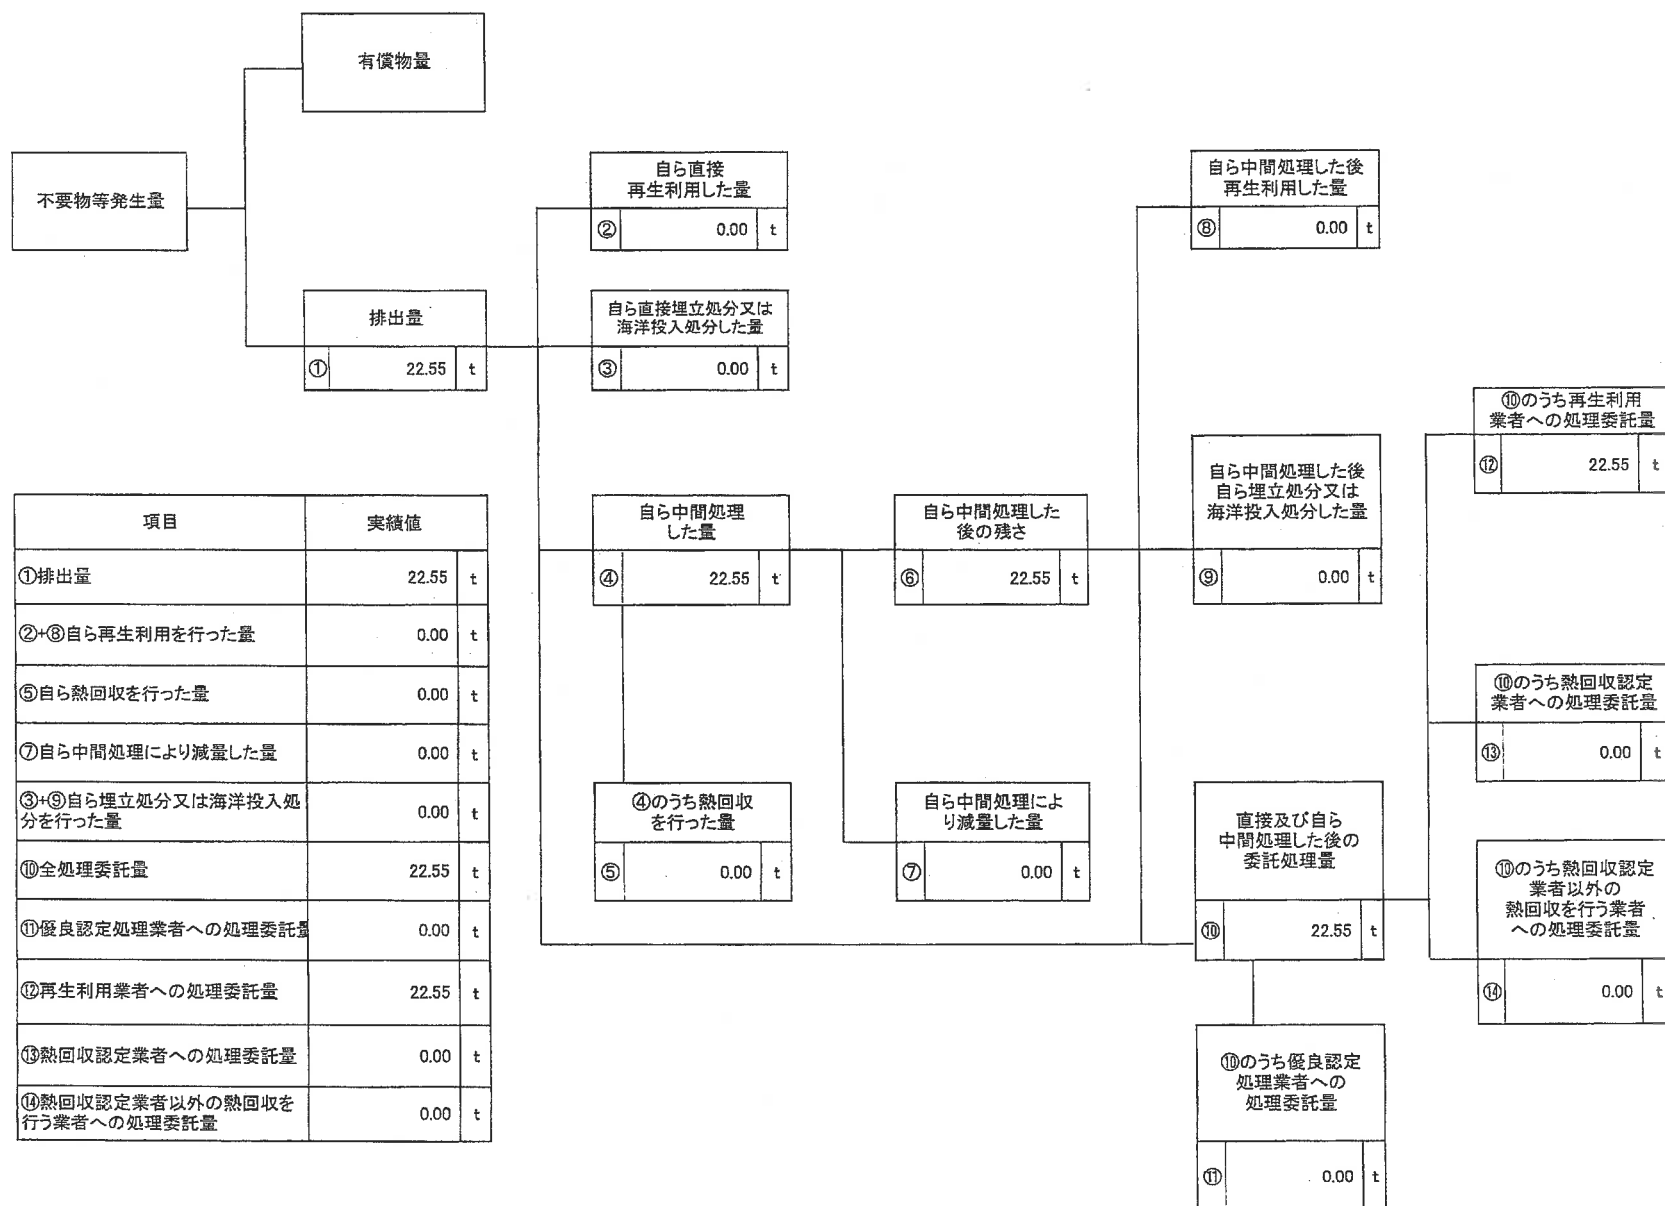 有償物量
不要物等発生量
排出量
① 22.55 t
自ら直接
再生利用した量
② 0.00 t
自ら直接埋立処分又は
海洋投入処分した量
③ 0.00 t
自ら中間処理
した量
④ 22.55 t
④のうち熱回収
を行った量
⑤ 0.00 t
自ら中間処理した
後の残さ
⑥ 22.55 t
自ら中間処理によ
り減量した量
⑦ 0.00 t
自ら中間処理した後
再生利用した量
⑧ 0.00 t
自ら中間処理した後
自ら埋立処分又は
海洋投入処分した量
⑨ 0.00 t
直接及び自ら
中間処理した後の
委託処理量
⑩ 22.55 t
⑩のうち優良認定
処理業者への
処理委託量
⑪ 0.00 t
⑩のうち再生利用
業者への処理委託量
⑫ 22.55 t
⑩のうち熱回収認定
業者への処理委託量
⑬ 0.00 t
⑩のうち熱回収認定
業者以外の
熱回収を行う業者
への処理委託量
⑭ 0.00 t
項目 実績値
①排出量 22.55 t
②+⑧自ら再生利用を行った量 0.00 t
⑤自ら熱回収を行った量 0.00 t
⑦自ら中間処理により減量した量 0.00 t
③+⑨自ら埋立処分又は海洋投入処
分を行った量 0.00 t
⑩全処理委託量 22.55 t
⑪優良認定処理業者への処理委託量 0.00 t
⑫再生利用業者への処理委託量 22.55 t
⑬熱回収認定業者への処理委託量 0.00 t
⑭熱回収認定業者以外の熱回収を
行う業者への処理委託量 0.00 t